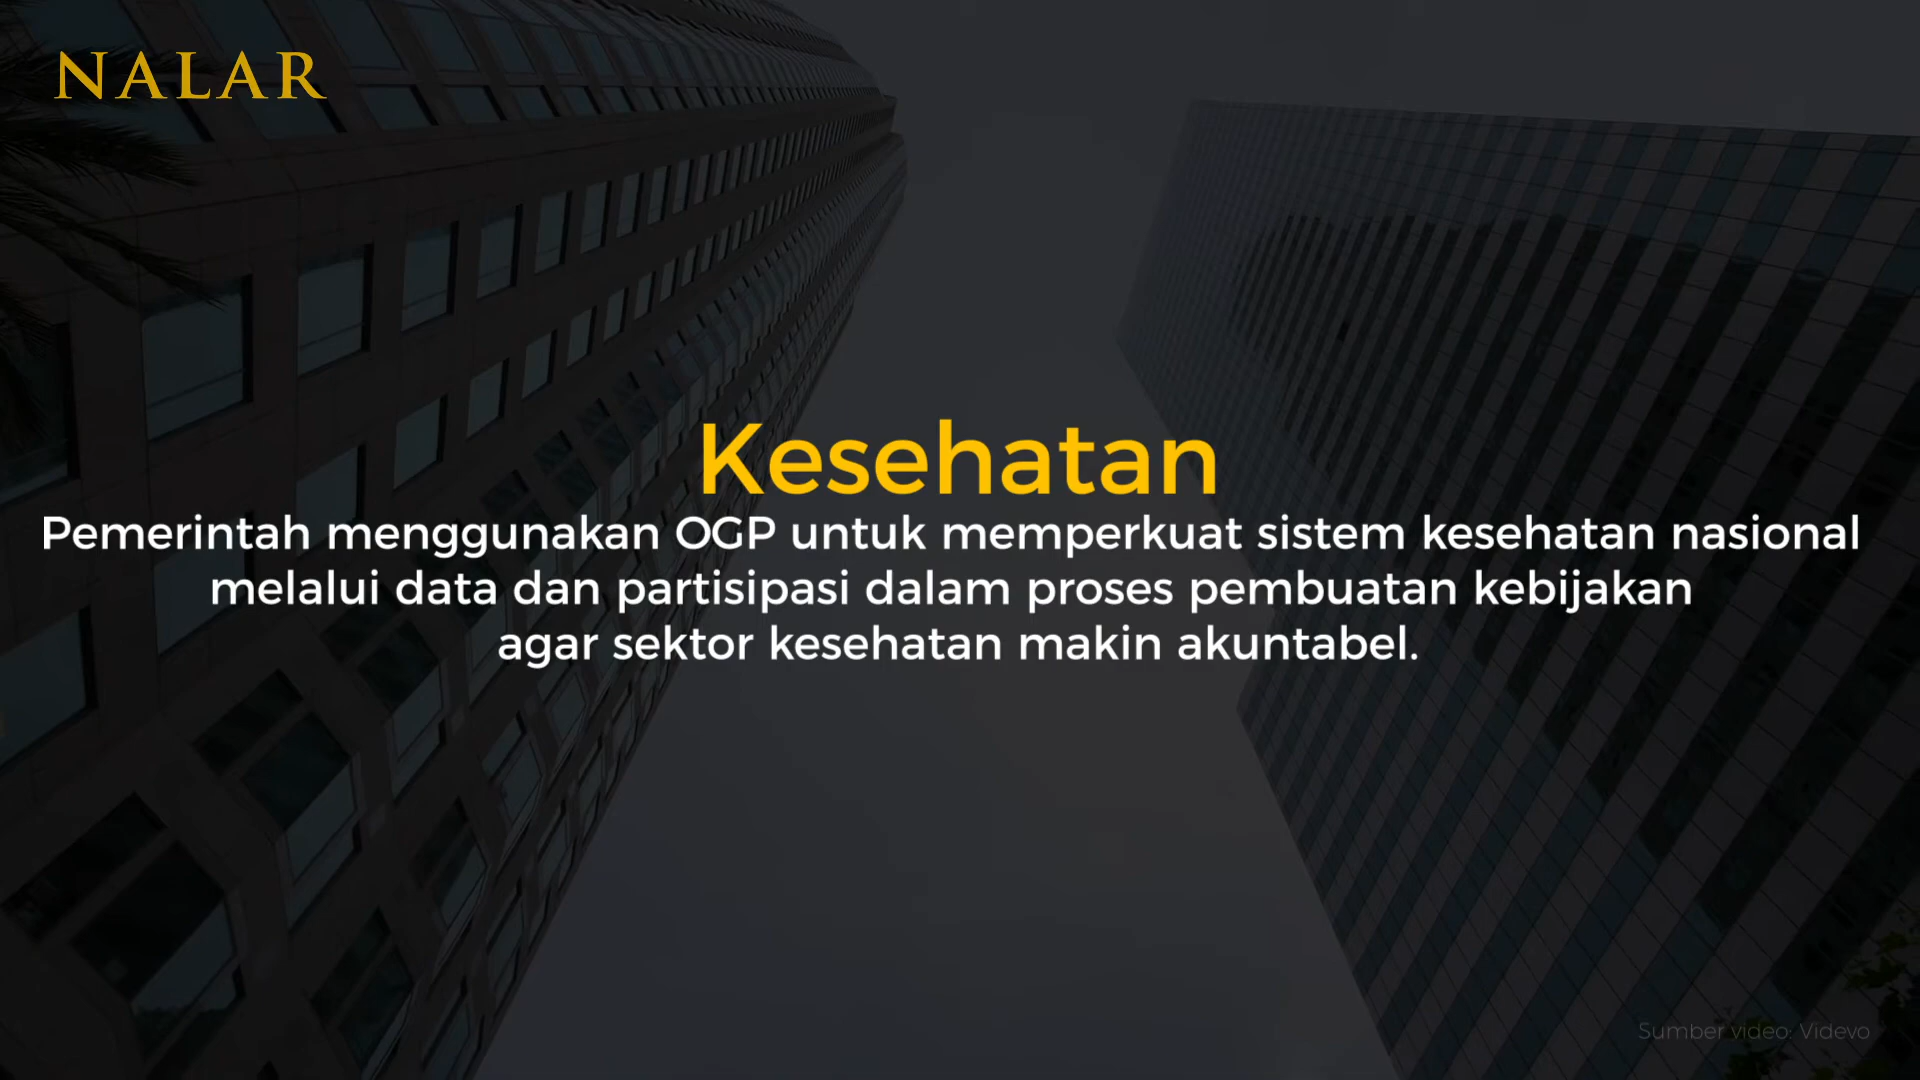 NALAR
Kesehatan
Pemerintah menggunakan OGP untuk memperkuat sistem kesehatan nasional
melalui data dan partisipasi dalam proses pembuatan kebijakan
agar sektor kesehatan makin akuntabel.
Sumber video: Videvo